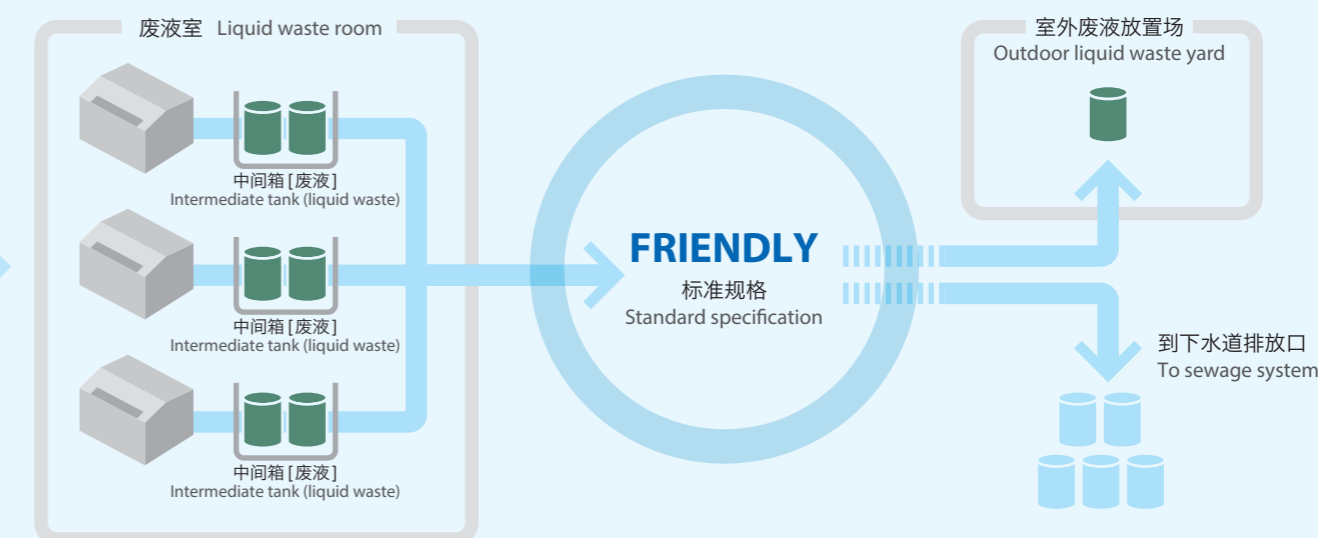 废液室 Liquid waste room
中间箱[废液]
Intermediate tank (liquid waste)
中间箱[废液]
Intermediate tank (liquid waste)
中间箱[废液]
Intermediate tank (liquid waste)
FRIENDLY
标准规格
Standard specification
室外废液放置场
Outdoor liquid waste yard
到下水道排放口
To sewage system